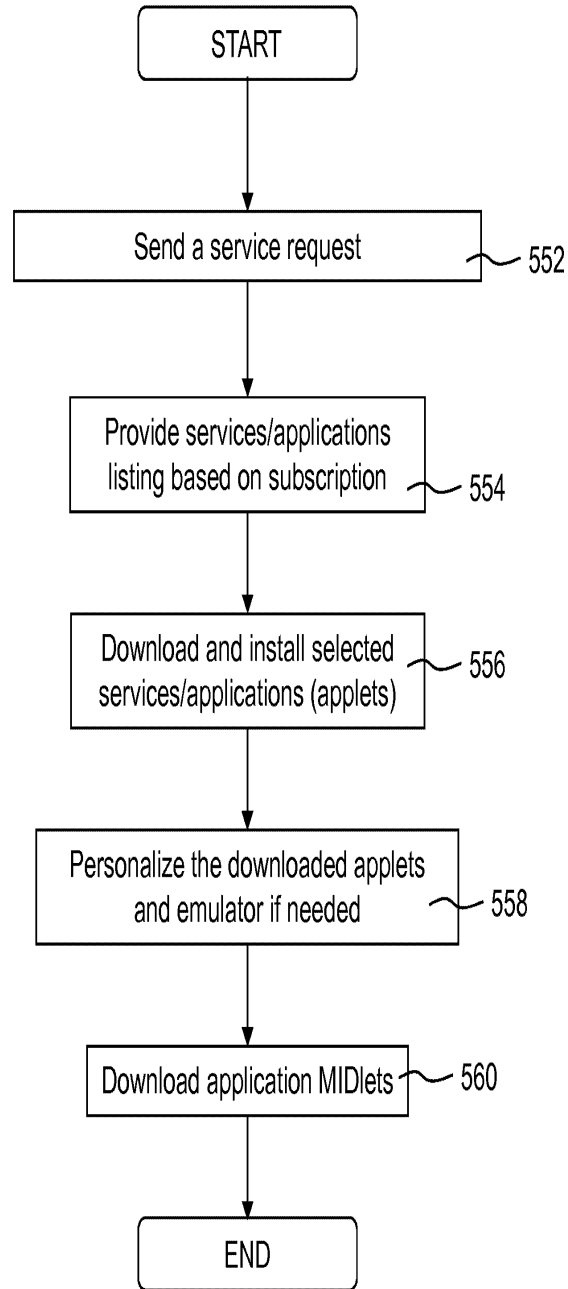 START
Send a service request
552
Provide services/applications
listing based on subscription
554
Download and install selected
services/applications (applets)
556
Personalize the downloaded applets
and emulator if needed
558
Download application MIDlets
560
END